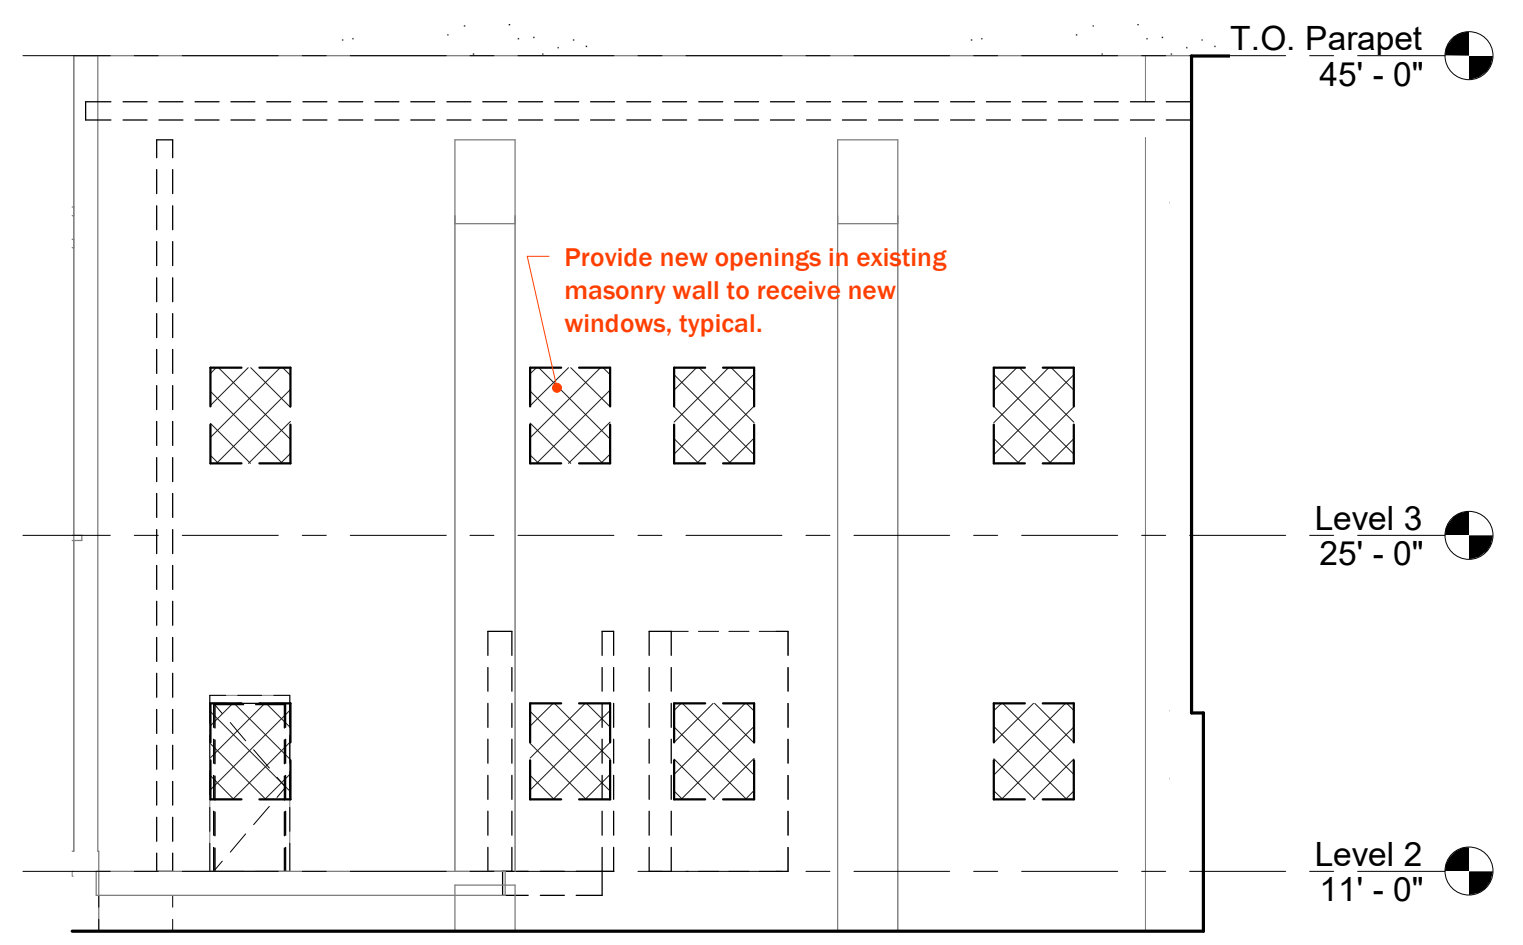 T.O. Parapet
45' - 0"
Provide new openings in existing
masonry wall to receive new
windows, typical.
Level 3
25' - 0"
Level 2
11' - 0"